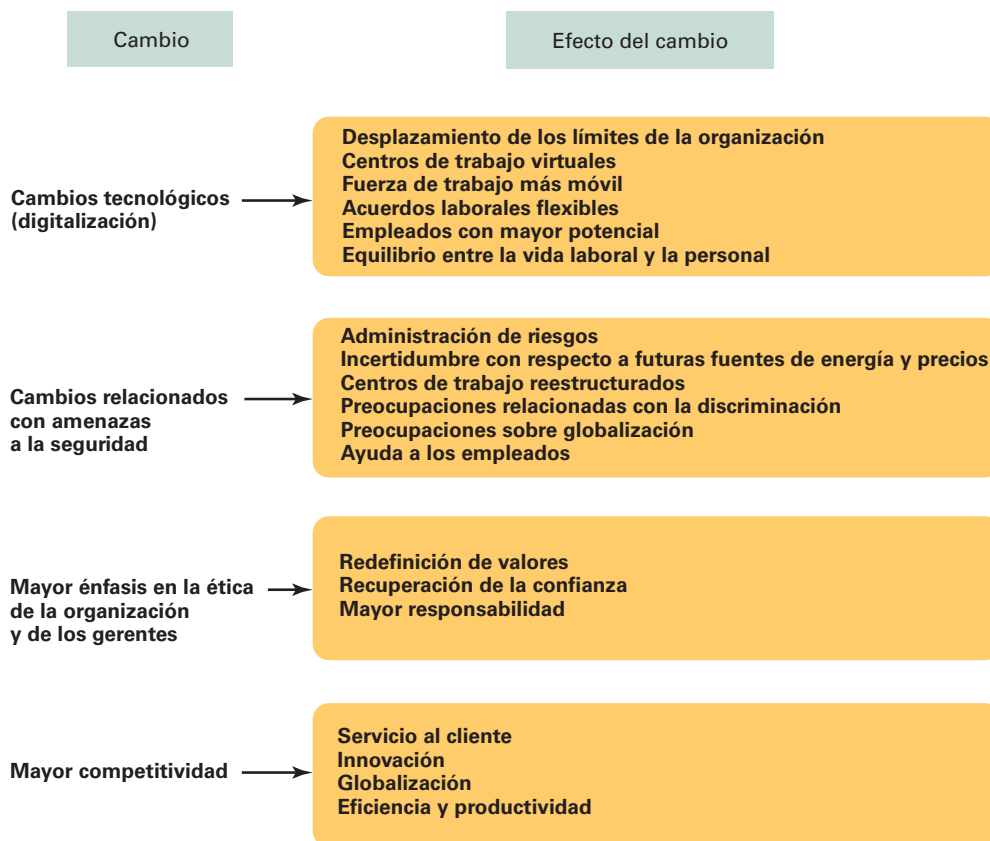 Cambio
Efecto del cambio
Cambios tecnológicos
(digitalización)
Desplazamiento de los límites de la organización
Centros de trabajo virtuales
Fuerza de trabajo más móvil
Acuerdos laborales flexibles
Empleados con mayor potencial
Equilibrio entre la vida laboral y la personal
Cambios relacionados
con amenazas
a la seguridad
Administración de riesgos
Incertidumbre con respecto a futuras fuentes de energía y precios
Centros de trabajo reestructurados
Preocupaciones relacionadas con la discriminación
Preocupaciones sobre globalización
Ayuda a los empleados
Mayor énfasis en la ética
de la organización
y de los gerentes
Redefinición de valores
Recuperación de la confianza
Mayor responsabilidad
Mayor competitividad
Servicio al cliente
Innovación
Globalización
Eficiencia y productividad